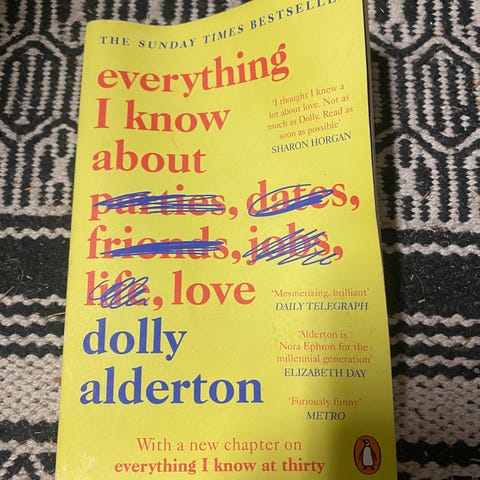 THE SUNDAY TIMES BESTSELLER
everything
I know
about
parties, dates,
friends, jobs,
life, love
'I thought I knew a
lot about love. Not as
much as Dolly. Read as
soon as possible'
SHARON HORGAN
'Mesmerizing, brilliant'
DAILY TELEGRAPH
dolly
alderton
'Alderton is
Nora Ephron for the
millennial generation'
ELIZABETH DAY
'Furiously funny'
METRO
With a new chapter on
everything I know at thirty